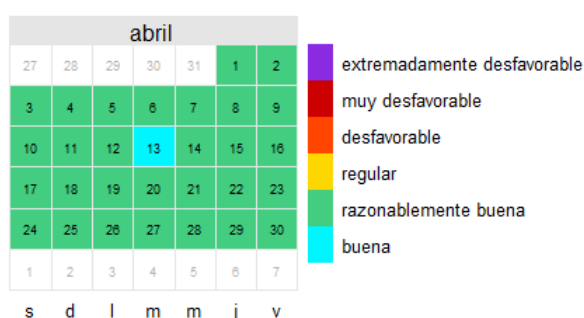 abril
27 28 29 30 31 1 2
3 4 5 6 7 8 9
10 11 12 13 14 15 16
17 18 19 20 21 22 23
24 25 26 27 28 29 30
1 2 3 4 5 6 7
s d l m m j v
extremadamente desfavorable
muy desfavorable
desfavorable
regular
razonablemente buena
buena